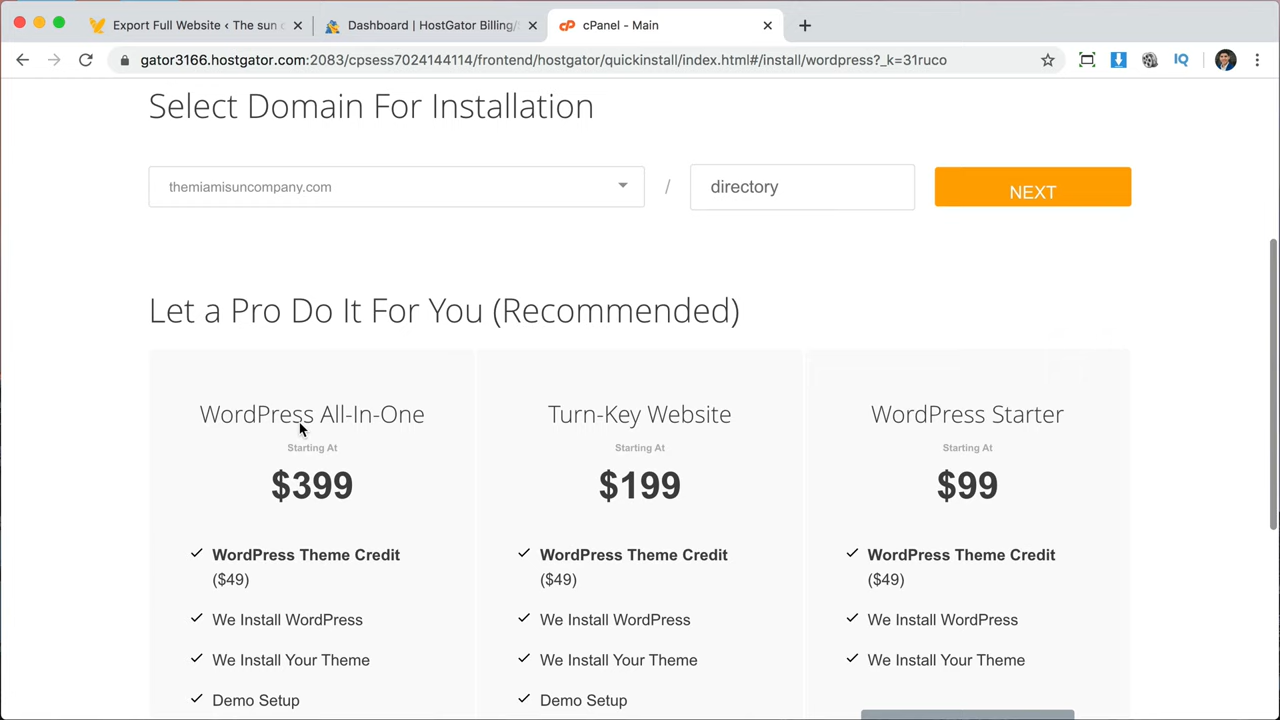 Export Full Website ‹ The sun c
Dashboard | HostGator Billing/
cPanel - Main
gator3166.hostgator.com:2083/cpsess7024144114/frontend/hostgator/quickinstall/index.html#/install/wordpress?_k=31ruco
IQ
Select Domain For Installation
themiamisuncompany.com / directory NEXT
Let a Pro Do It For You (Recommended)
WordPress All-In-One
Starting At
$399
✓ WordPress Theme Credit
($49)
✓ We Install WordPress
✓ We Install Your Theme
✓ Demo Setup
Turn-Key Website
Starting At
$199
✓ WordPress Theme Credit
($49)
✓ We Install WordPress
✓ We Install Your Theme
✓ Demo Setup
WordPress Starter
Starting At
$99
✓ WordPress Theme Credit
($49)
✓ We Install WordPress
✓ We Install Your Theme